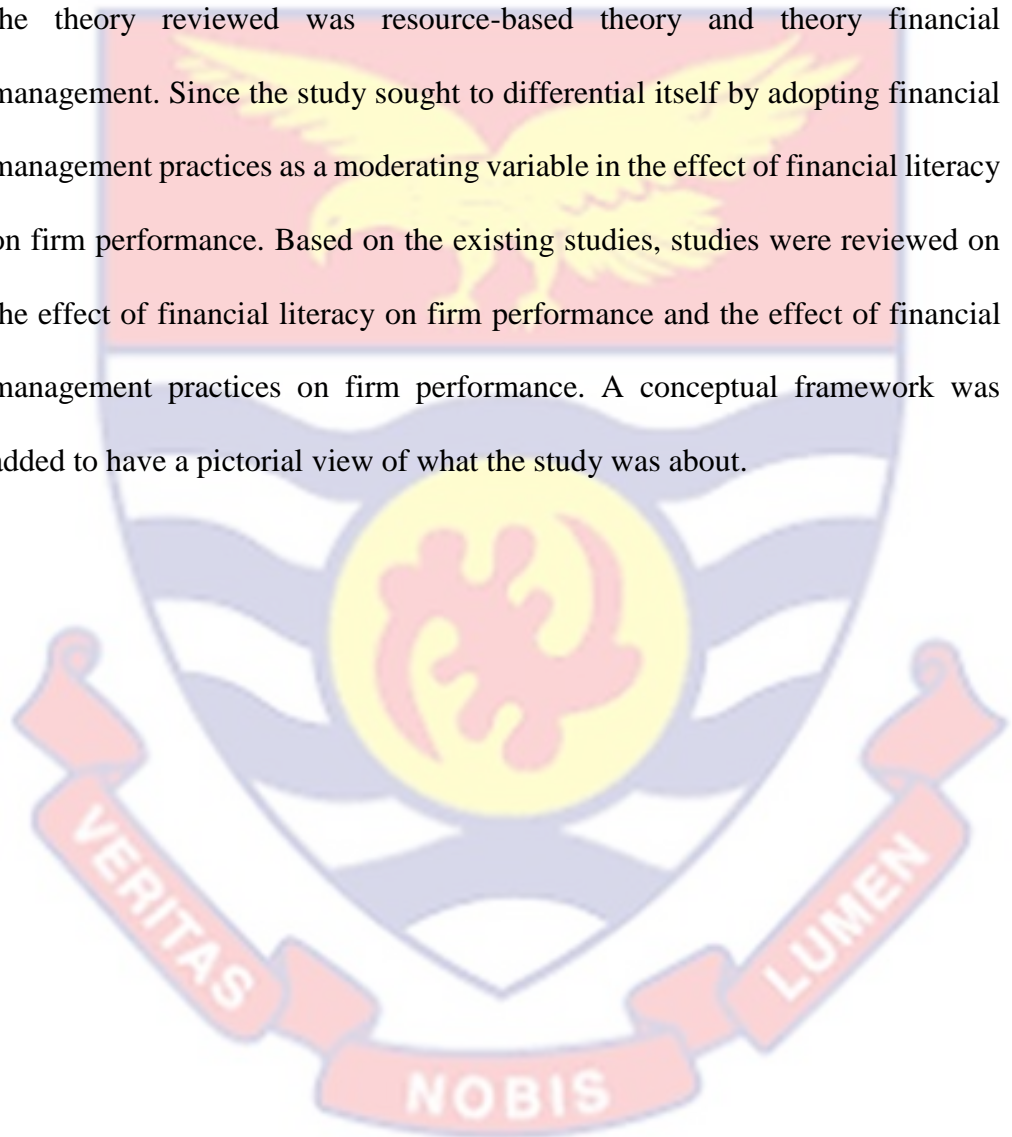 he theory reviewed was resource-based theory and theory financial
management. Since the study sought to differential itself by adopting financial
management practices as a moderating variable in the effect of financial literacy
on firm performance. Based on the existing studies, studies were reviewed on
the effect of financial literacy on firm performance and the effect of financial
management practices on firm performance. A conceptual framework was
added to have a pictorial view of what the study was about.
VERITAS
NOBIS
LUMEN